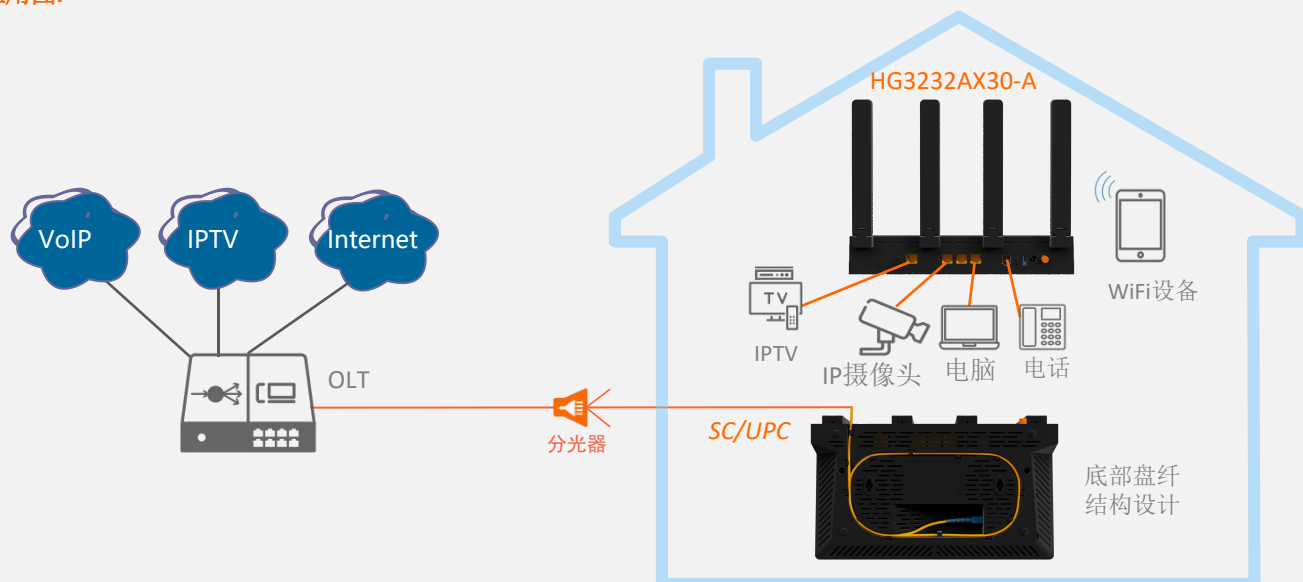 HG3232AX30-A
VoIP
IPTV
Internet
WiFi设备
TV
IPTV
IP摄像头
电脑
电话
OLT
分光器
SC/UPC
底部盘纤
结构设计